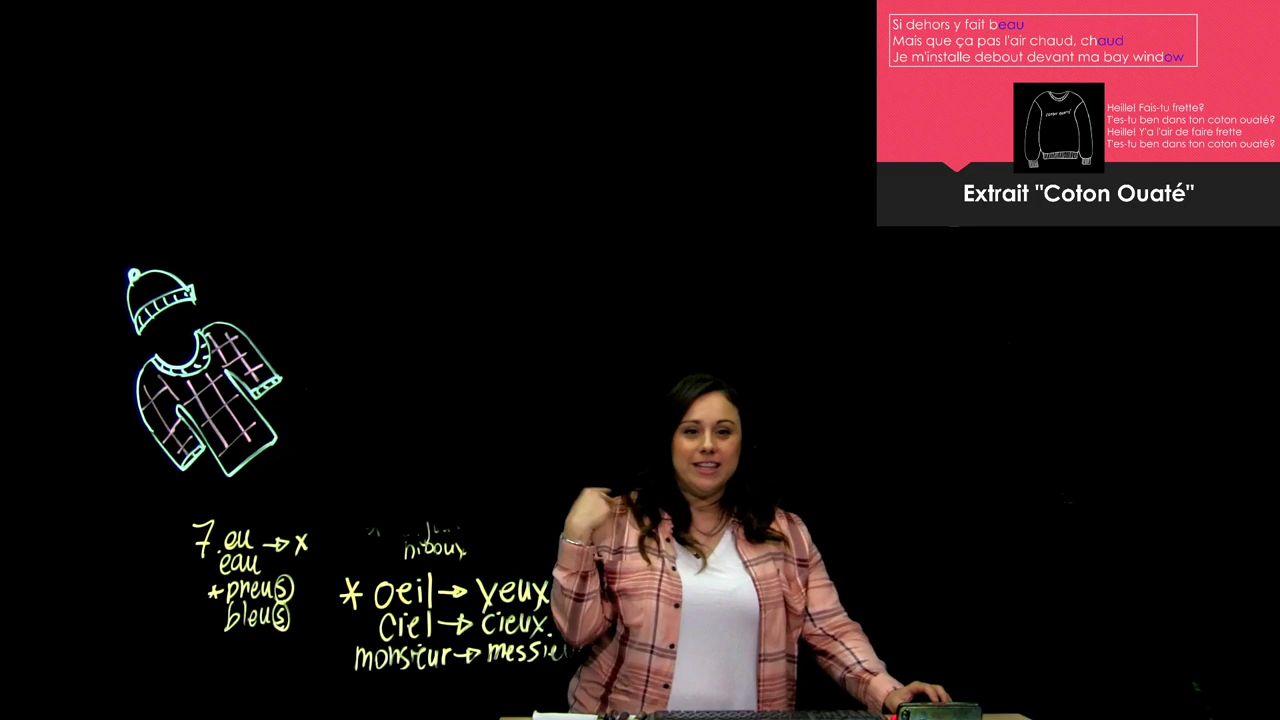 Si dehors y fait beau
Mais que ça pas l'air chaud, chaud
Je m'installe debout devant ma bay window
COTON OUATÉ
Heille! Fais-tu frette?
T'es-tu ben dans ton coton ouaté?
Heille! Y'a l'air de faire frette
T'es-tu ben dans ton coton ouaté?
Extrait "Coton Ouaté"
7. eu → x
eau
*pneus
bleus
hiboux
* oeil → yeux
ciel → cieux.
monsieur →